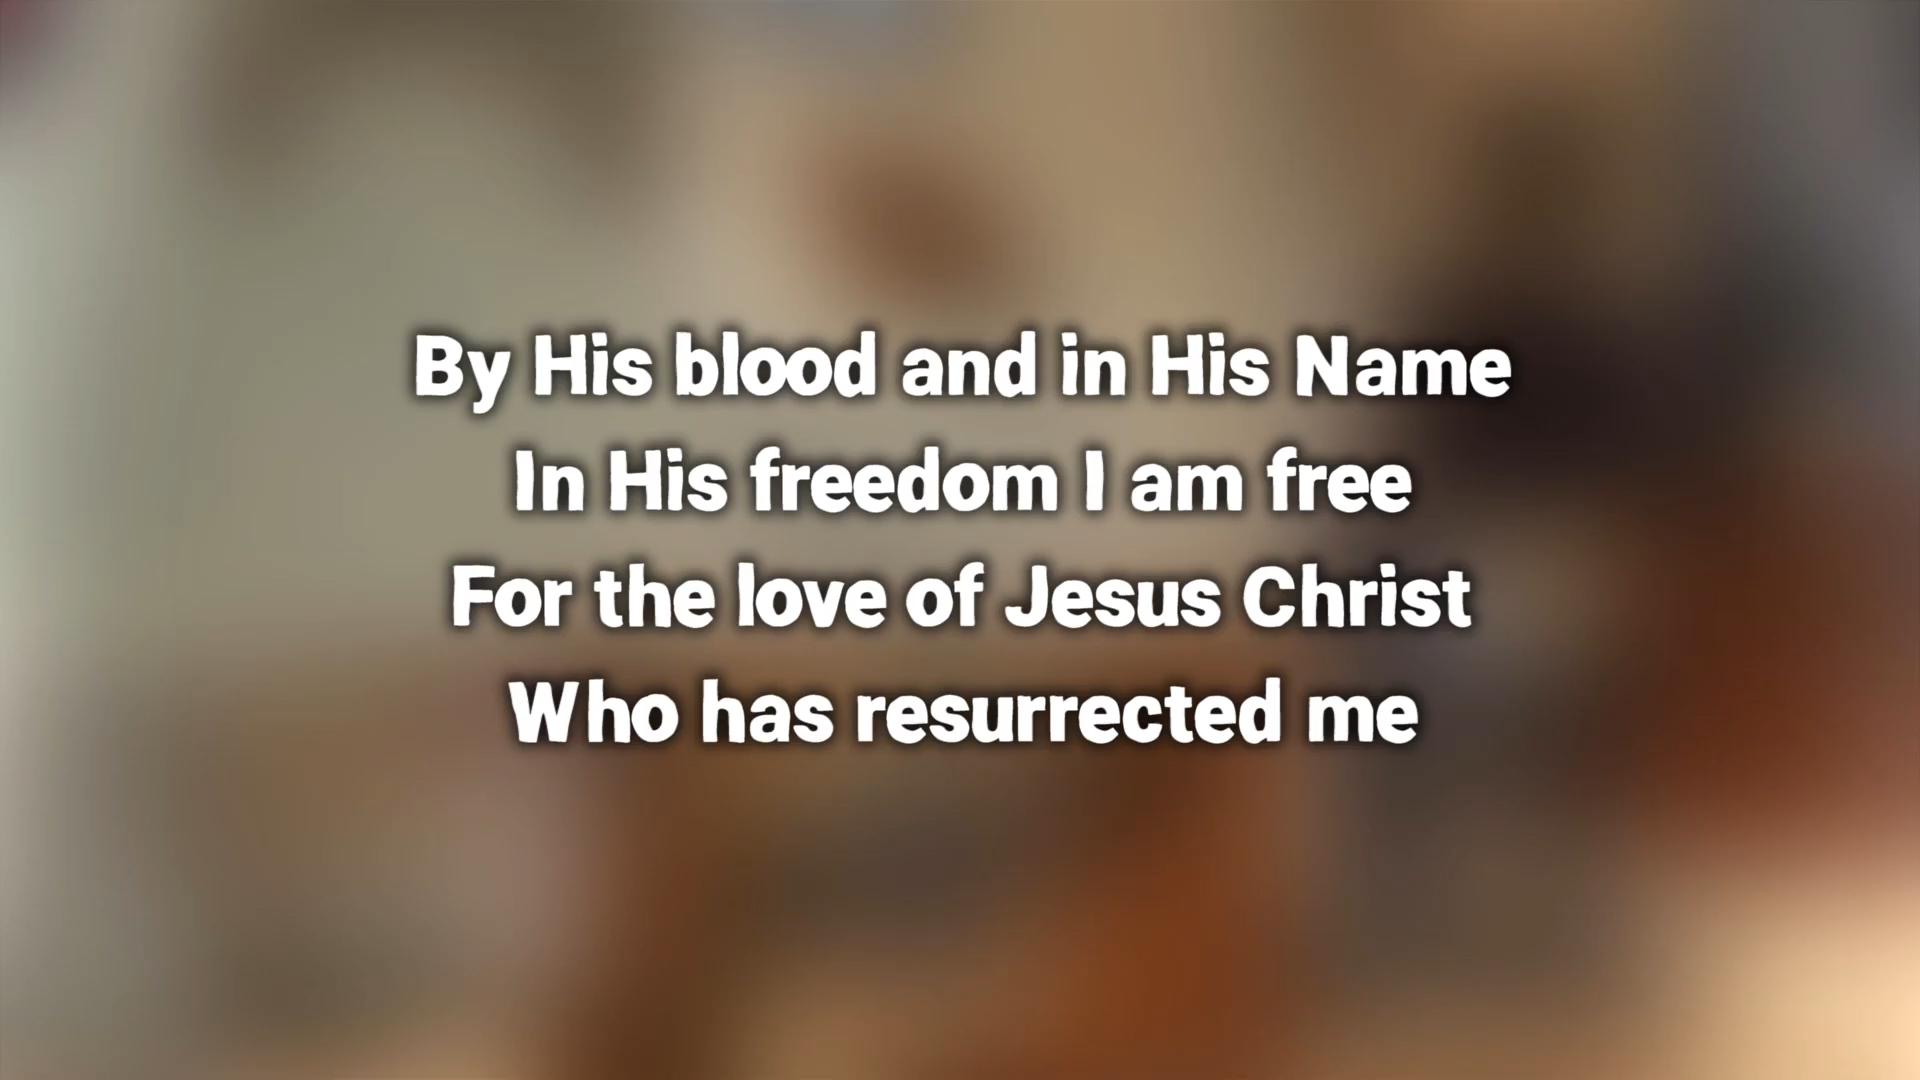 By His blood and in His Name
In His freedom I am free
For the love of Jesus Christ
Who has resurrected me